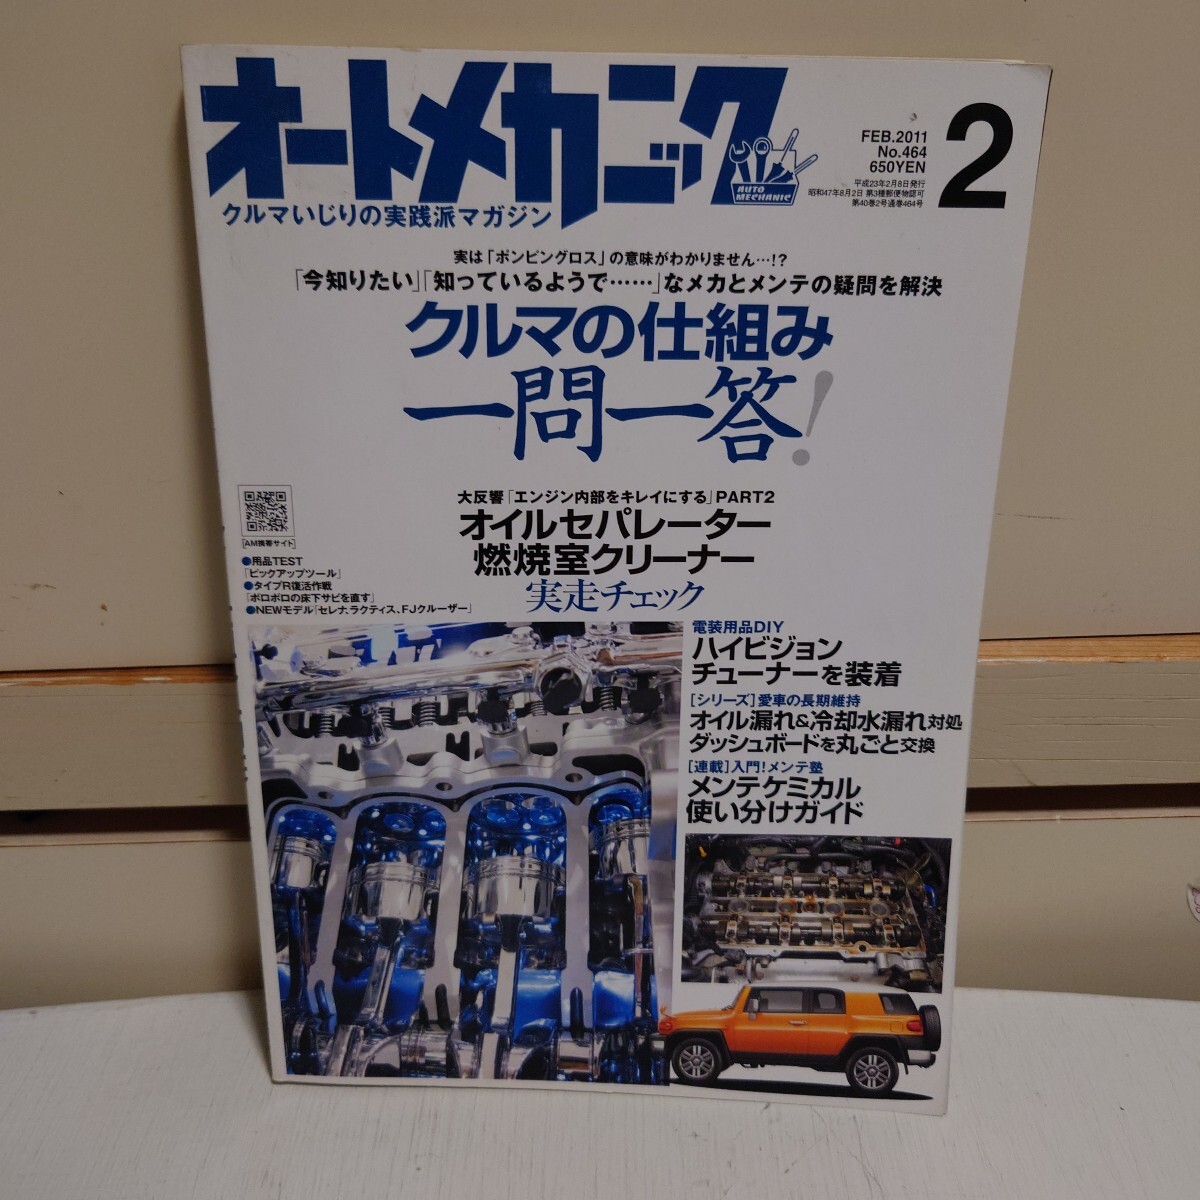 オートメカニック
クルマいじりの実践派マガジン
AUTO
MECHANIC
FEB.2011
No.464
650YEN
平成23年2月8日発行
昭和47年8月2日 第3種郵便物認可
第40巻2号通巻464号
2
実は「ポンピングロス」の意味がわかりません…!?
「今知りたい」「知っているようで……」なメカとメンテの疑問を解決
クルマの仕組み
一問一答!
大反響「エンジン内部をキレイにする」PART2
オイルセパレーター
燃焼室クリーナー
実走チェック
[AM携帯サイト]
●用品TEST
「ピックアップツール」
●タイプR復活作戦
「ボロボロの床下サビを直す」
●NEWモデル「セレナ、ラクティス、FJクルーザー」
電装用品DIY
ハイビジョン
チューナーを装着
[シリーズ]愛車の長期維持
オイル漏れ&冷却水漏れ対処
ダッシュボードを丸ごと交換
[連載]入門!メンテ塾
メンテケミカル
使い分けガイド